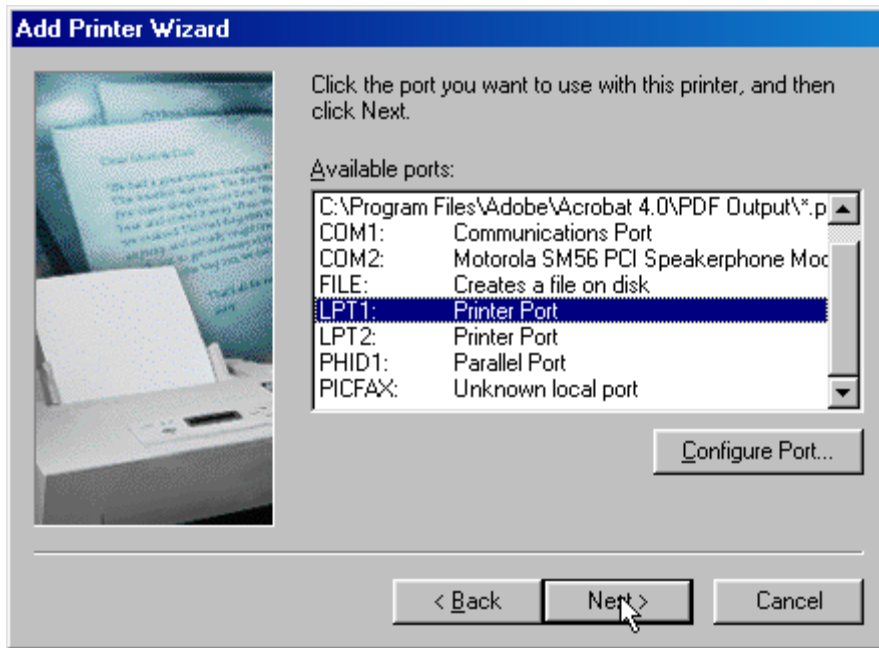 Add Printer Wizard
Click the port you want to use with this printer, and then
click Next.
Available ports:
C:\Program Files\Adobe\Acrobat 4.0\PDF Output\*.p
COM1: Communications Port
COM2: Motorola SM56 PCI Speakerphone Mod
FILE: Creates a file on disk
LPT1: Printer Port
LPT2: Printer Port
PHID1: Parallel Port
PICFAX: Unknown local port
Configure Port...
< Back Next > Cancel